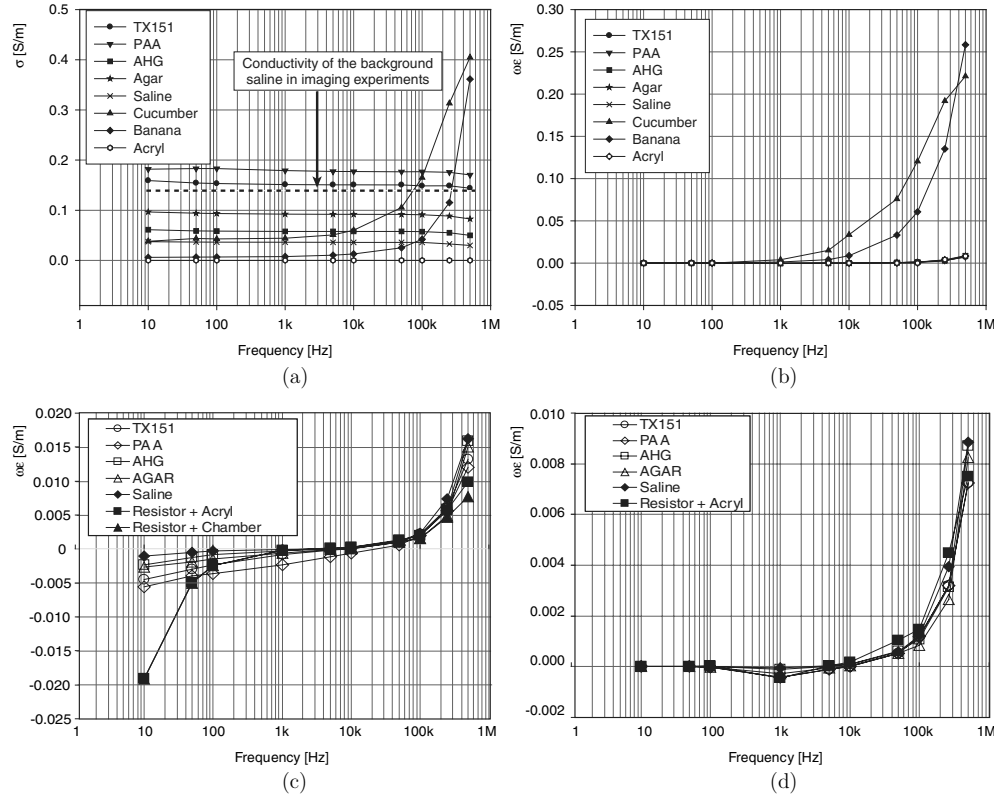 σ [S/m]
0.5
0.4
0.3
0.2
0.1
0.0
TX151
PAA
AHG
Agar
Saline
Cucumber
Banana
Acryl
Conductivity of the background
saline in imaging experiments
1 10 100 1k 10k 100k 1M
Frequency [Hz]
(a)
ωε [S/m]
0.30
0.25
0.20
0.15
0.10
0.05
0.00
-0.05
TX151
PAA
AHG
Agar
Saline
Cucumber
Banana
Acryl
1 10 100 1k 10k 100k 1M
Frequency [Hz]
(b)
ωε [S/m]
0.020
0.015
0.010
0.005
0
-0.005
-0.010
-0.015
-0.020
-0.025
TX151
PAA
AHG
AGAR
Saline
Resistor + Acryl
Resistor + Chamber
1 10 100 1k 10k 100k 1M
Frequency [Hz]
(c)
ωε [S/m]
0.010
0.008
0.006
0.004
0.002
0.000
-0.002
TX151
PAA
AHG
AGAR
Saline
Resistor + Acryl
1 10 100 1k 10k 100k 1M
Frequency [Hz]
(d)